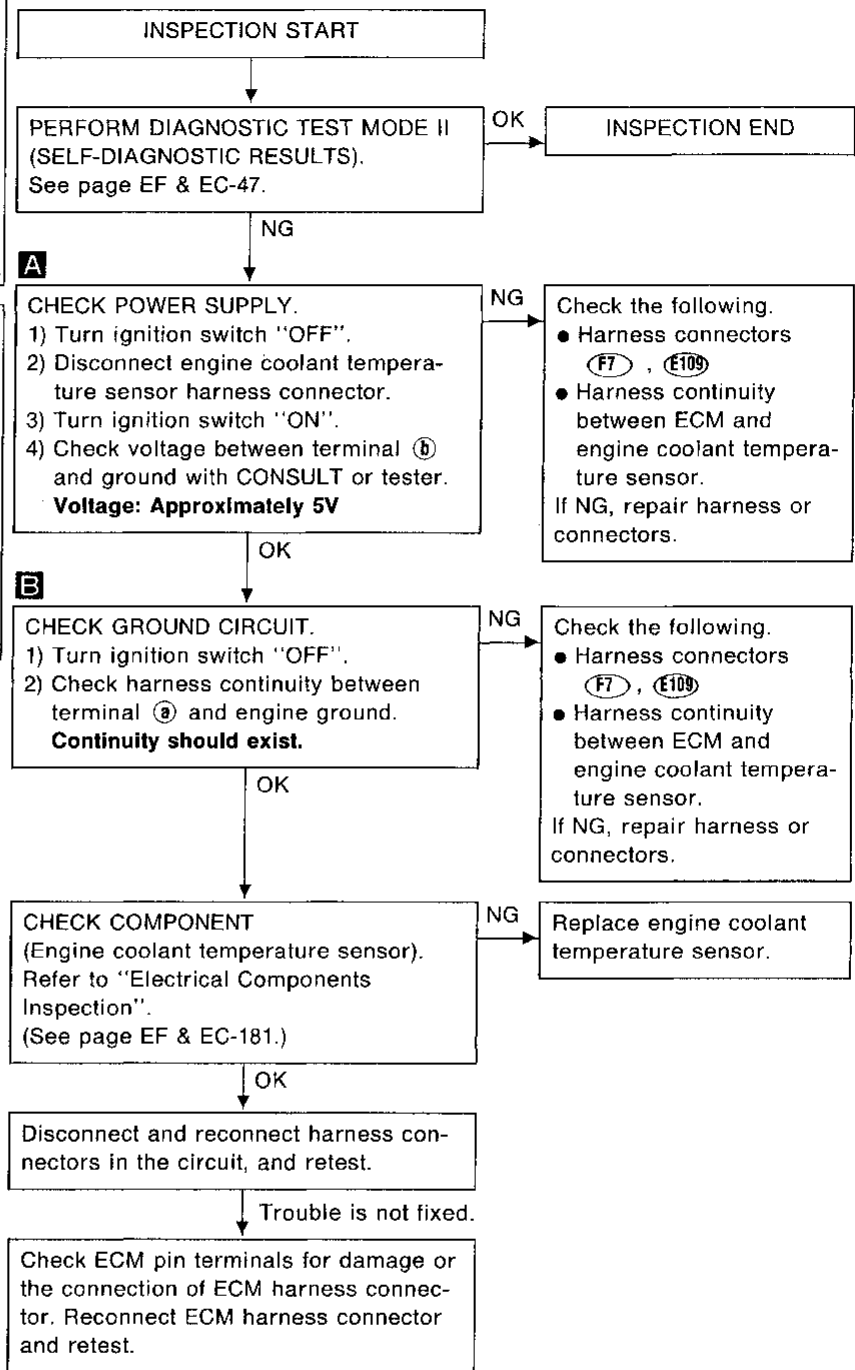 INSPECTION START
PERFORM DIAGNOSTIC TEST MODE II
(SELF-DIAGNOSTIC RESULTS).
See page EF & EC-47.
OK
INSPECTION END
NG
A
CHECK POWER SUPPLY.
1) Turn ignition switch "OFF".
2) Disconnect engine coolant tempera-
ture sensor harness connector.
3) Turn ignition switch "ON".
4) Check voltage between terminal ⓑ
and ground with CONSULT or tester.
Voltage: Approximately 5V
NG
Check the following.
● Harness connectors
F7 , E109
● Harness continuity
between ECM and
engine coolant tempera-
ture sensor.
If NG, repair harness or
connectors.
OK
B
CHECK GROUND CIRCUIT.
1) Turn ignition switch "OFF".
2) Check harness continuity between
terminal ⓐ and engine ground.
Continuity should exist.
NG
Check the following.
● Harness connectors
F7 , E109
● Harness continuity
between ECM and
engine coolant tempera-
ture sensor.
If NG, repair harness or
connectors.
OK
CHECK COMPONENT
(Engine coolant temperature sensor).
Refer to "Electrical Components
Inspection".
(See page EF & EC-181.)
NG
Replace engine coolant
temperature sensor.
OK
Disconnect and reconnect harness con-
nectors in the circuit, and retest.
Trouble is not fixed.
Check ECM pin terminals for damage or
the connection of ECM harness connec-
tor. Reconnect ECM harness connector
and retest.